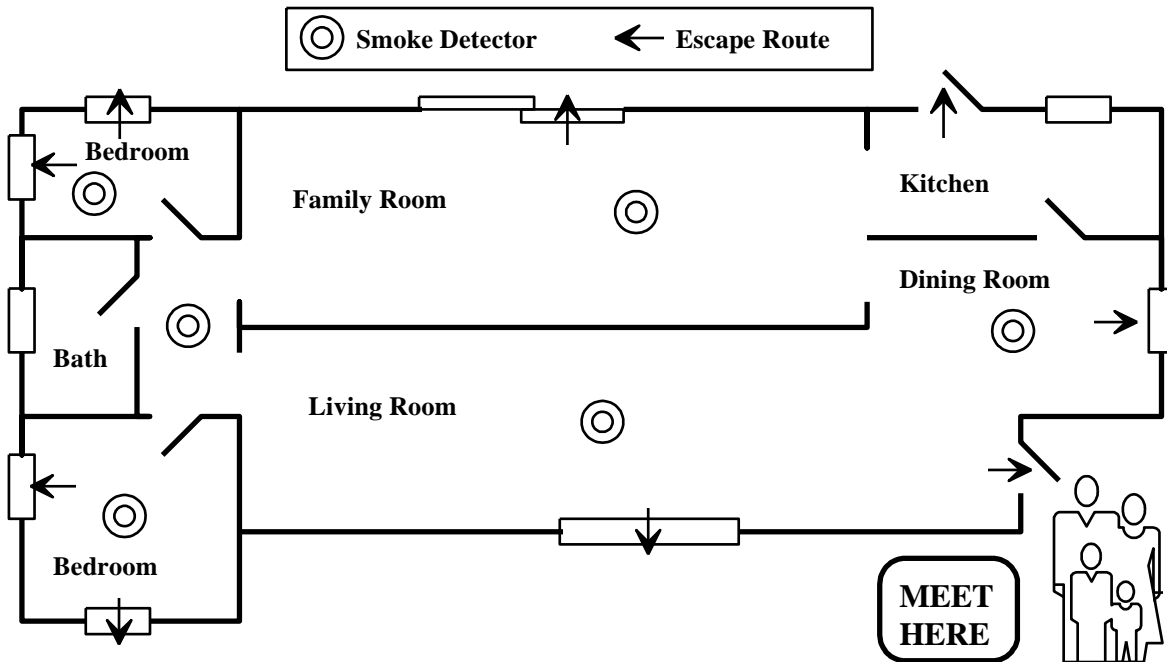 Smoke Detector
Escape Route
Bedroom
Family Room
Kitchen
Dining Room
Bath
Living Room
Bedroom
MEET
HERE